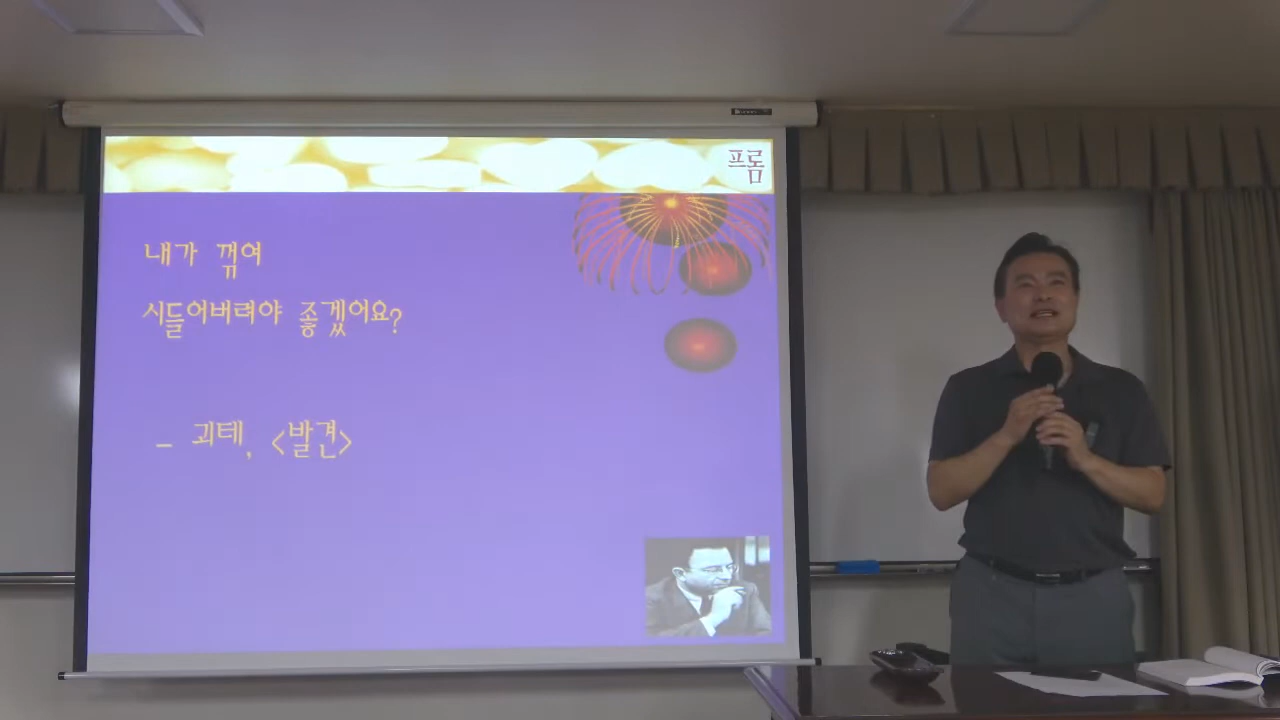 프롬
내가 꺾여
시들어버려야 좋겠어요?
- 괴테, <발견>